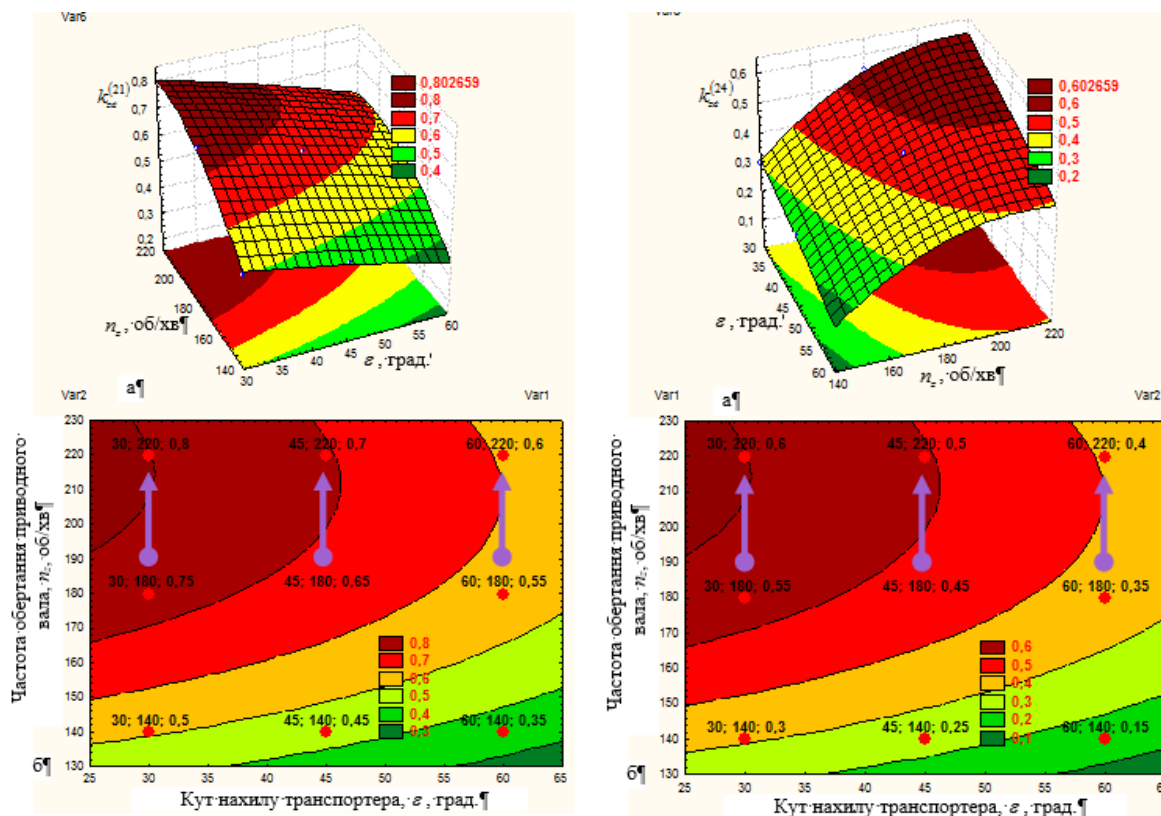 Var6
k_зс^(21)
0,8
0,7
0,6
0,5
0,4
0,3
0,2
220
200
180
160
140
n_z, об/хв¶
30
35
40
45
50
55
60
ε, град.'
0,802659
0,8
0,7
0,6
0,5
0,4
а¶
k^(24)
0,6
0,5
0,4
0,3
0,2
0,1
30
35
40
45
50
55
60
ε, град.'
140
160
180
200
220
n_z, об/хв¶
0,602659
0,6
0,5
0,4
0,3
0,2
а¶
Var2
Var1
Частота обертання приводного вала, n_z, об/хв¶
230
220
210
200
190
180
170
160
150
140
130
30; 220; 0,8
45; 220; 0,7
60; 220; 0,6
30; 180; 0,75
45; 180; 0,65
60; 180; 0,55
30; 140; 0,5
45; 140; 0,45
60; 140; 0,35
0,8
0,7
0,6
0,5
0,4
0,3
б¶
25
30
35
40
45
50
55
60
65
Кут нахилу транспортера, ε, град.¶
Var1
Var2
Частота обертання приводного вала, n_z, об/хв¶
230
220
210
200
190
180
170
160
150
140
130
30; 220; 0,6
45; 220; 0,5
60; 220; 0,4
30; 180; 0,55
45; 180; 0,45
60; 180; 0,35
30; 140; 0,3
45; 140; 0,25
60; 140; 0,15
0,6
0,5
0,4
0,3
0,2
0,1
б¶
25
30
35
40
45
50
55
60
Кут нахилу транспортера, ε, град.¶